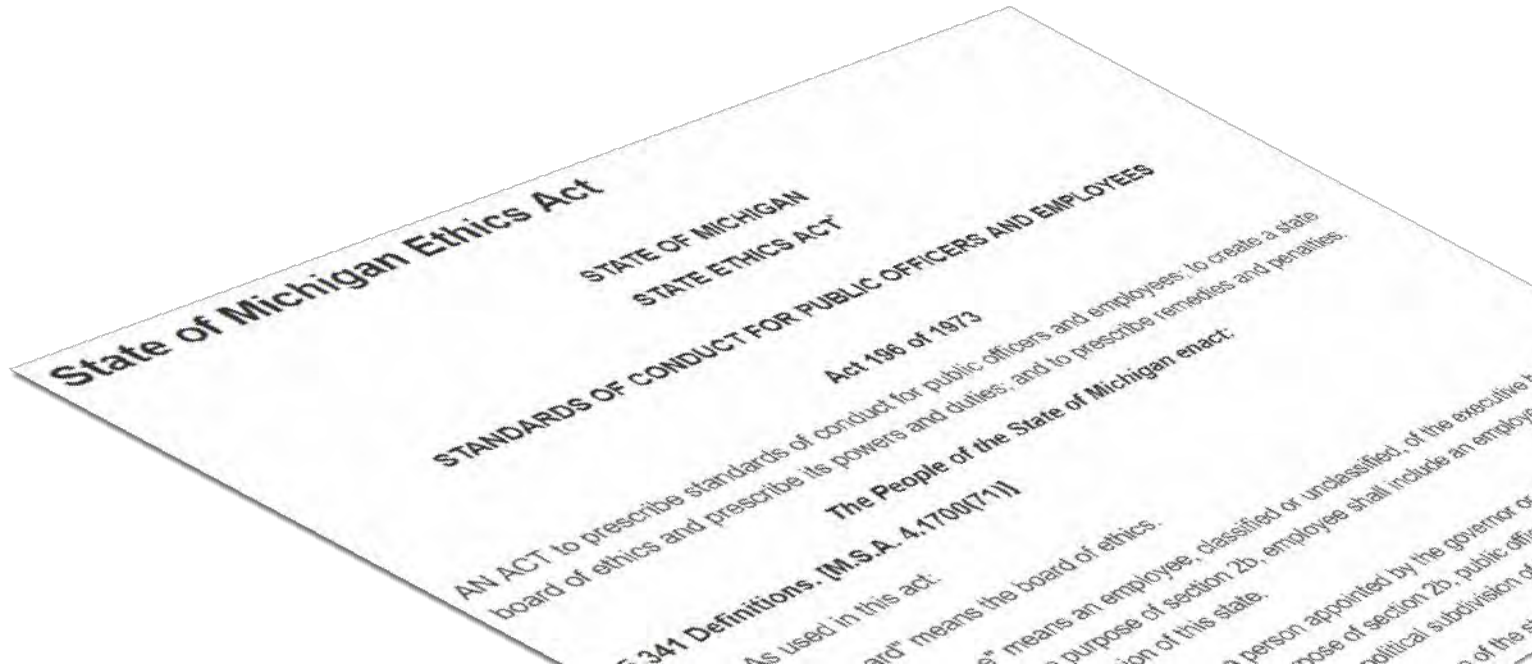 State of Michigan Ethics Act
STATE OF MICHIGAN
STATE ETHICS ACT
STANDARDS OF CONDUCT FOR PUBLIC OFFICERS AND EMPLOYEES
Act 196 of 1973
AN ACT to prescribe standards of conduct for public officers and employees; to create a state
board of ethics and prescribe its powers and duties; and to prescribe remedies and penalties.
The People of the State of Michigan enact:
341 Definitions. [M.S.A. 4.1700(71)]
As used in this act:
means the board of ethics.
means an employee, classified or unclassified, of the executive
purpose of section 2b, employee shall include an
of this state.
person appointed by the governor or
of section 2b, public
political subdivision of
of the